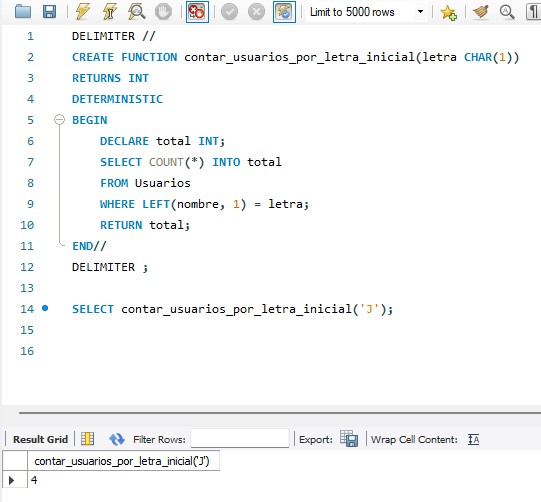 Limit to 5000 rows
1 DELIMITER //
2 CREATE FUNCTION contar_usuarios_por_letra_inicial(letra CHAR(1))
3 RETURNS INT
4 DETERMINISTIC
5 BEGIN
6 DECLARE total INT;
7 SELECT COUNT(*) INTO total
8 FROM Usuarios
9 WHERE LEFT(nombre, 1) = letra;
10 RETURN total;
11 END//
12 DELIMITER ;
13
14 SELECT contar_usuarios_por_letra_inicial('J');
15
16
Result Grid Filter Rows: Export: Wrap Cell Content:
contar_usuarios_por_letra_inicial('J')
4